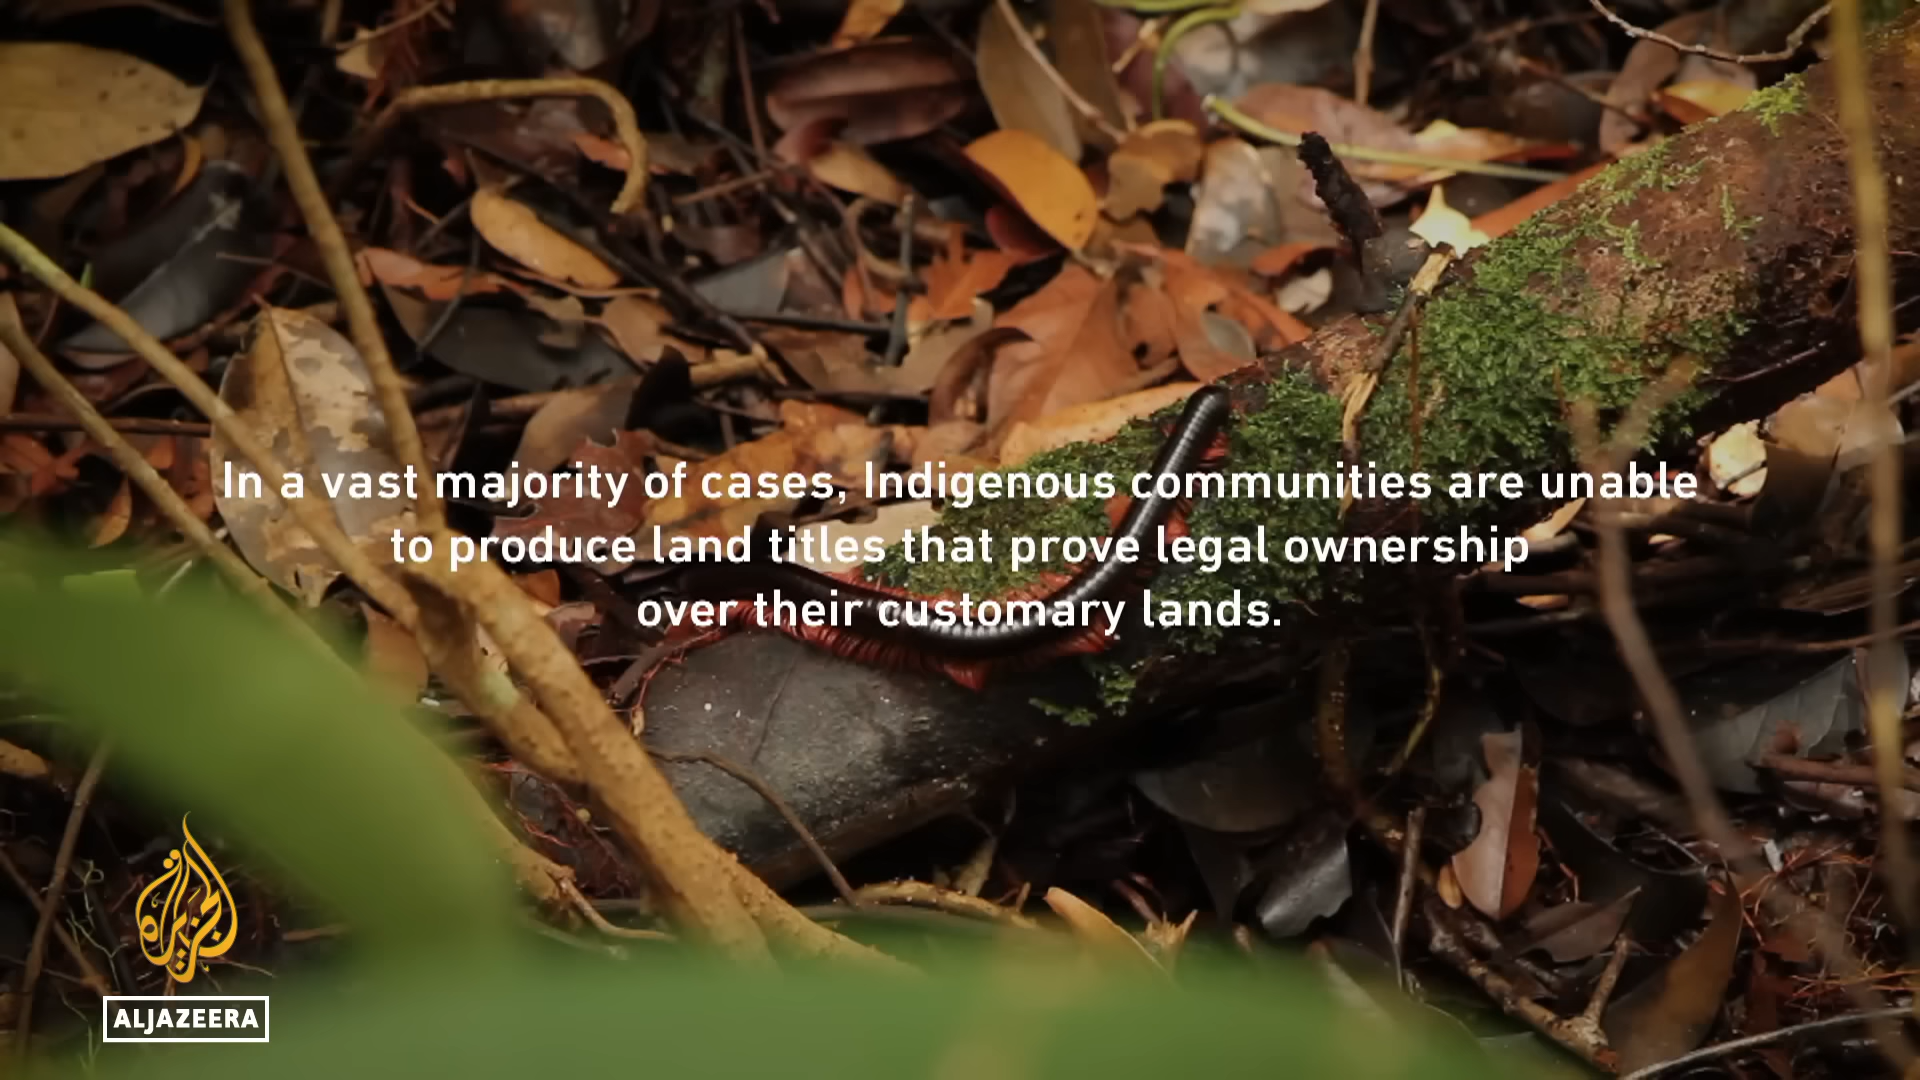 In a vast majority of cases, Indigenous communities are unable
to produce land titles that prove legal ownership
over their customary lands.
الجزيرة
ALJAZEERA